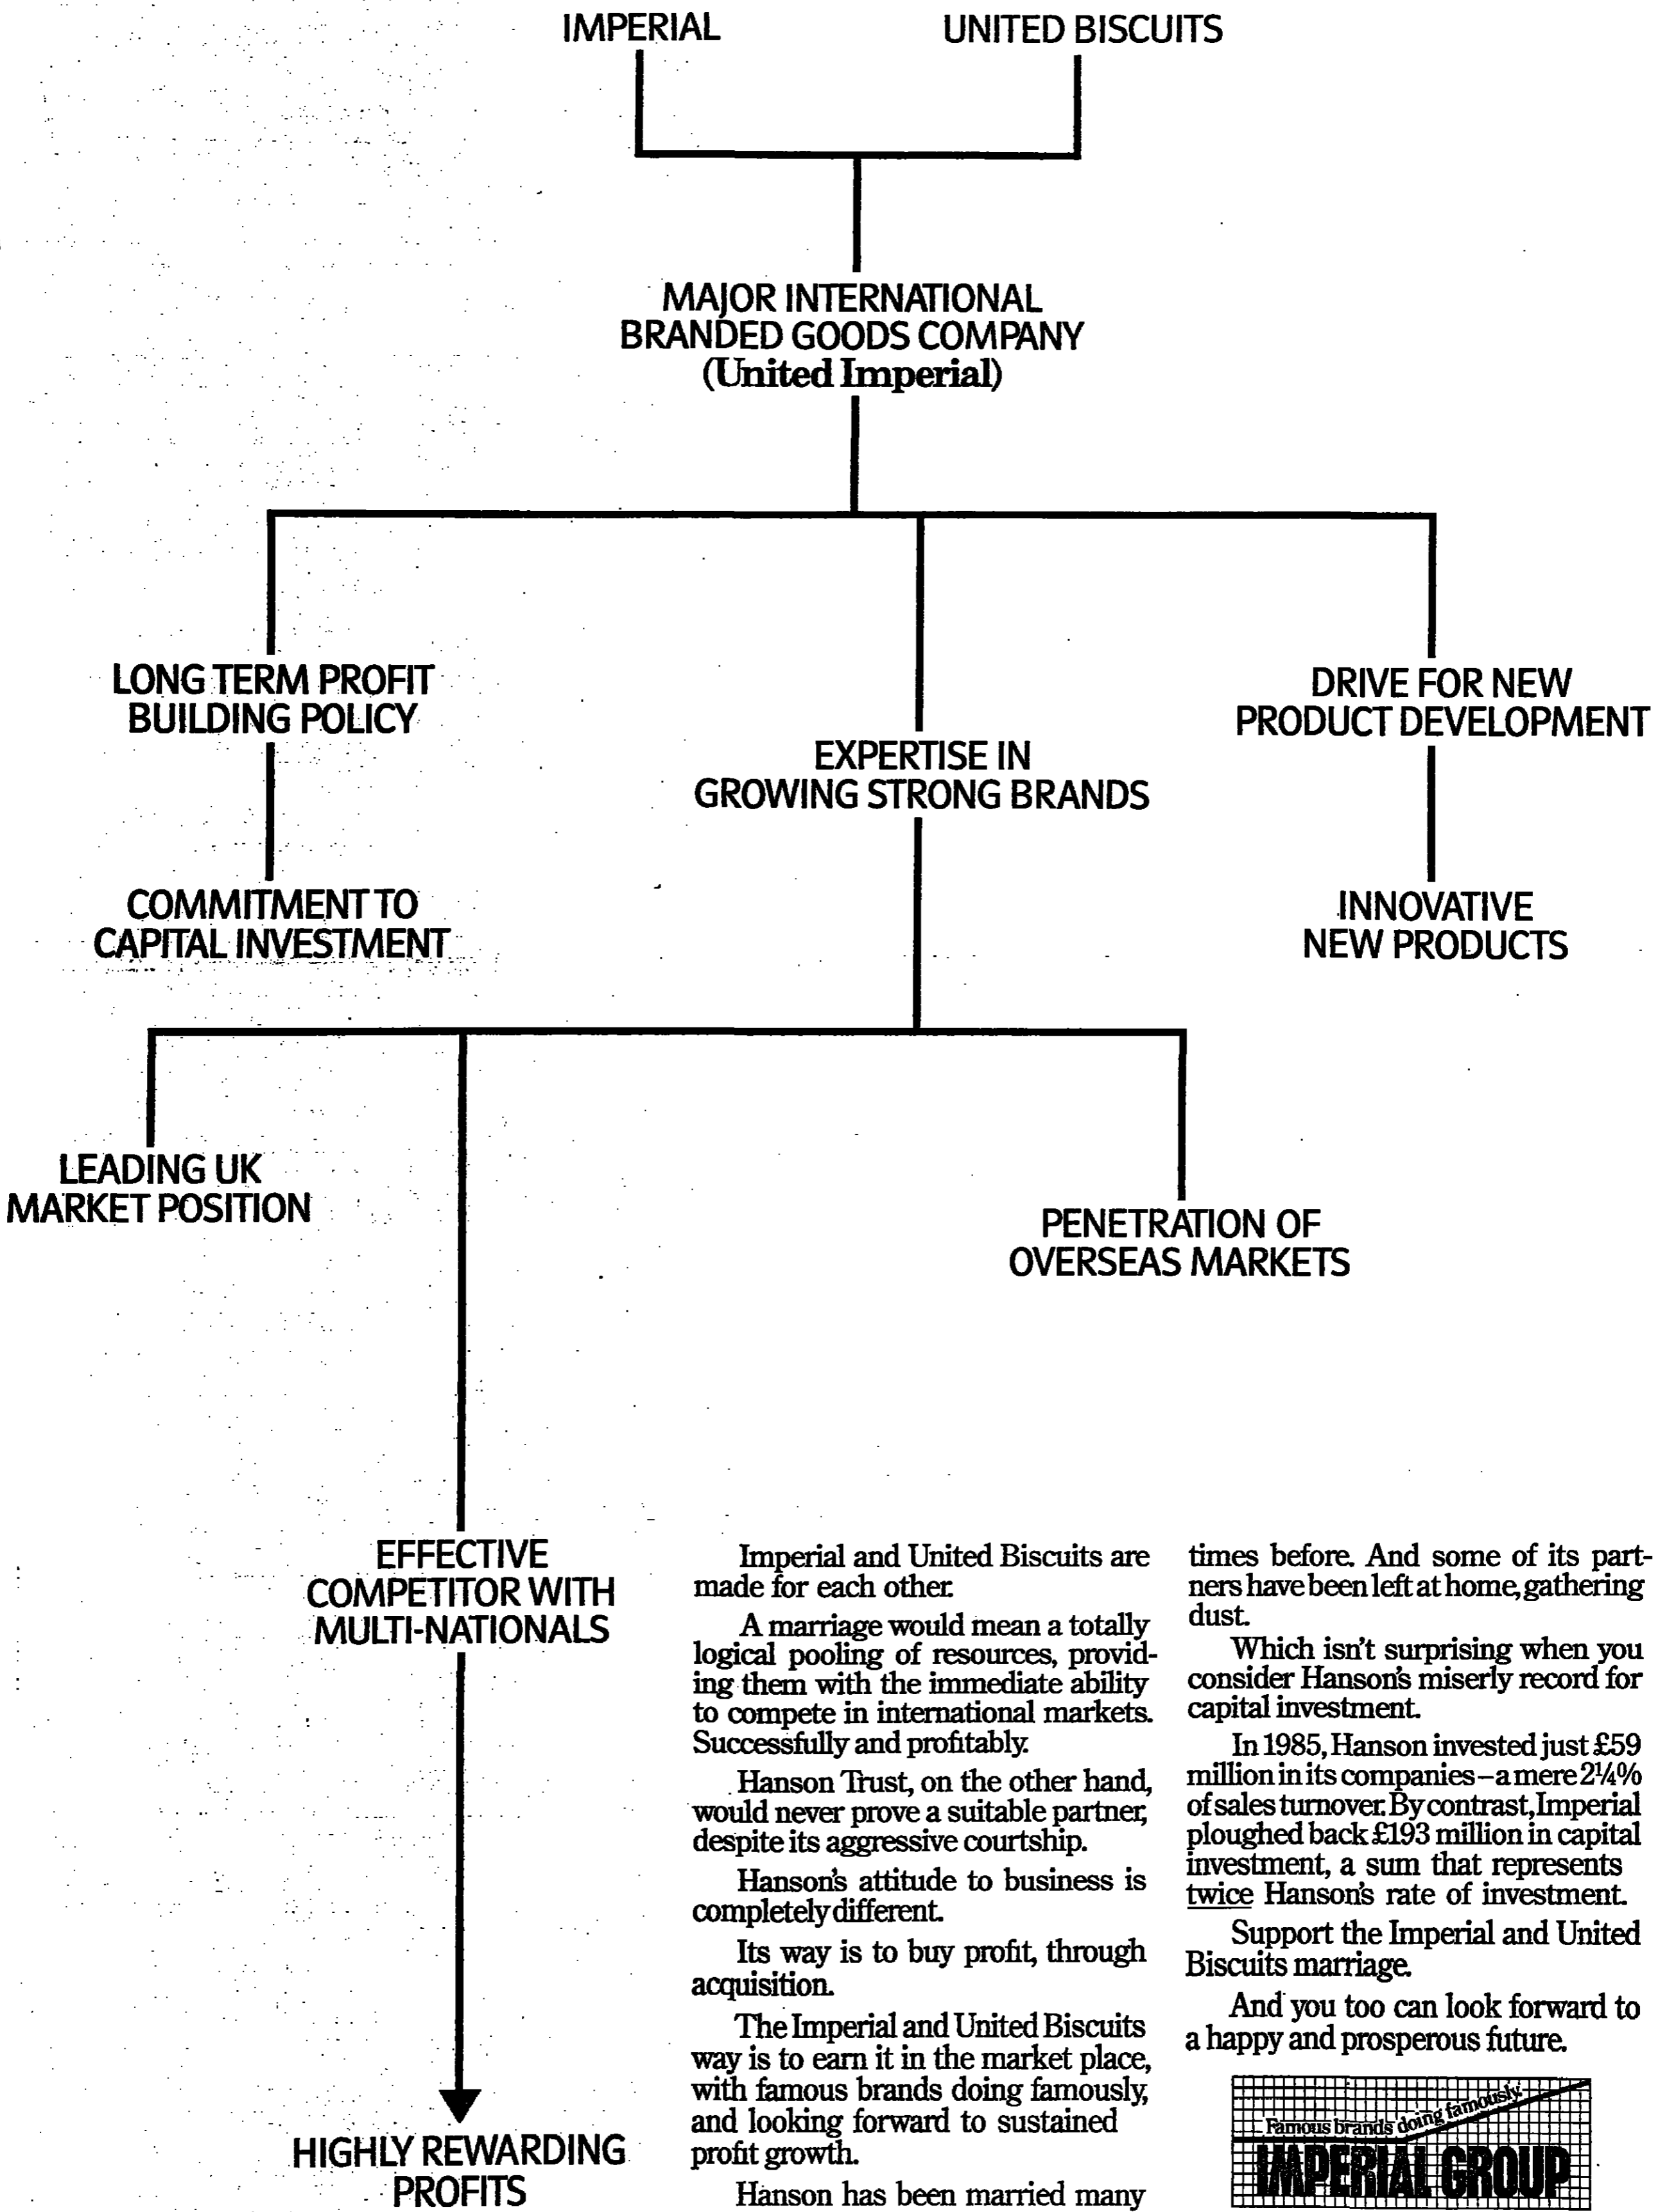 IMPERIAL
UNITED BISCUITS
MAJOR INTERNATIONAL
BRANDED GOODS COMPANY
(United Imperial)
LONG TERM PROFIT
BUILDING POLICY
DRIVE FOR NEW
PRODUCT DEVELOPMENT
EXPERTISE IN
GROWING STRONG BRANDS
COMMITMENT TO
CAPITAL INVESTMENT
INNOVATIVE
NEW PRODUCTS
LEADING UK
MARKET POSITION
PENETRATION OF
OVERSEAS MARKETS
EFFECTIVE
COMPETITOR WITH
MULTI-NATIONALS
HIGHLY REWARDING
PROFITS
Imperial and United Biscuits are
made for each other.
A marriage would mean a totally
logical pooling of resources, provid-
ing them with the immediate ability
to compete in international markets.
Successfully and profitably.
Hanson Trust, on the other hand,
would never prove a suitable partner,
despite its aggressive courtship.
Hanson's attitude to business is
completely different.
Its way is to buy profit, through
acquisition.
The Imperial and United Biscuits
way is to earn it in the market place,
with famous brands doing famously,
and looking forward to sustained
profit growth.
Hanson has been married many
times before. And some of its part-
ners have been left at home, gathering
dust.
Which isn't surprising when you
consider Hanson's miserly record for
capital investment.
In 1985, Hanson invested just £59
million in its companies – a mere 2¼%
of sales turnover. By contrast, Imperial
ploughed back £193 million in capital
investment, a sum that represents
twice Hanson's rate of investment.
Support the Imperial and United
Biscuits marriage.
And you too can look forward to
a happy and prosperous future.
Famous brands doing famously.
IMPERIAL GROUP